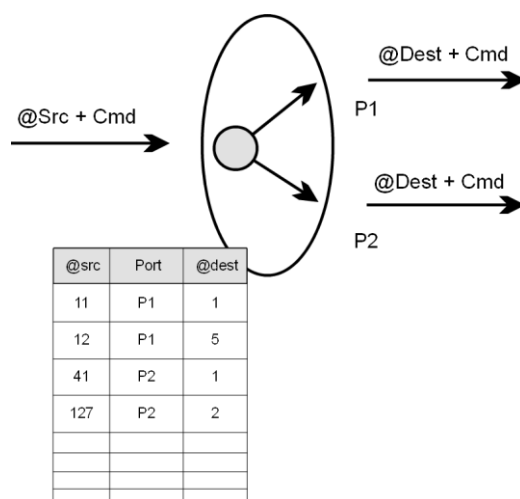 @Dest + Cmd
@Src + Cmd
P1
@Dest + Cmd
P2
@src Port @dest
11 P1 1
12 P1 5
41 P2 1
127 P2 2